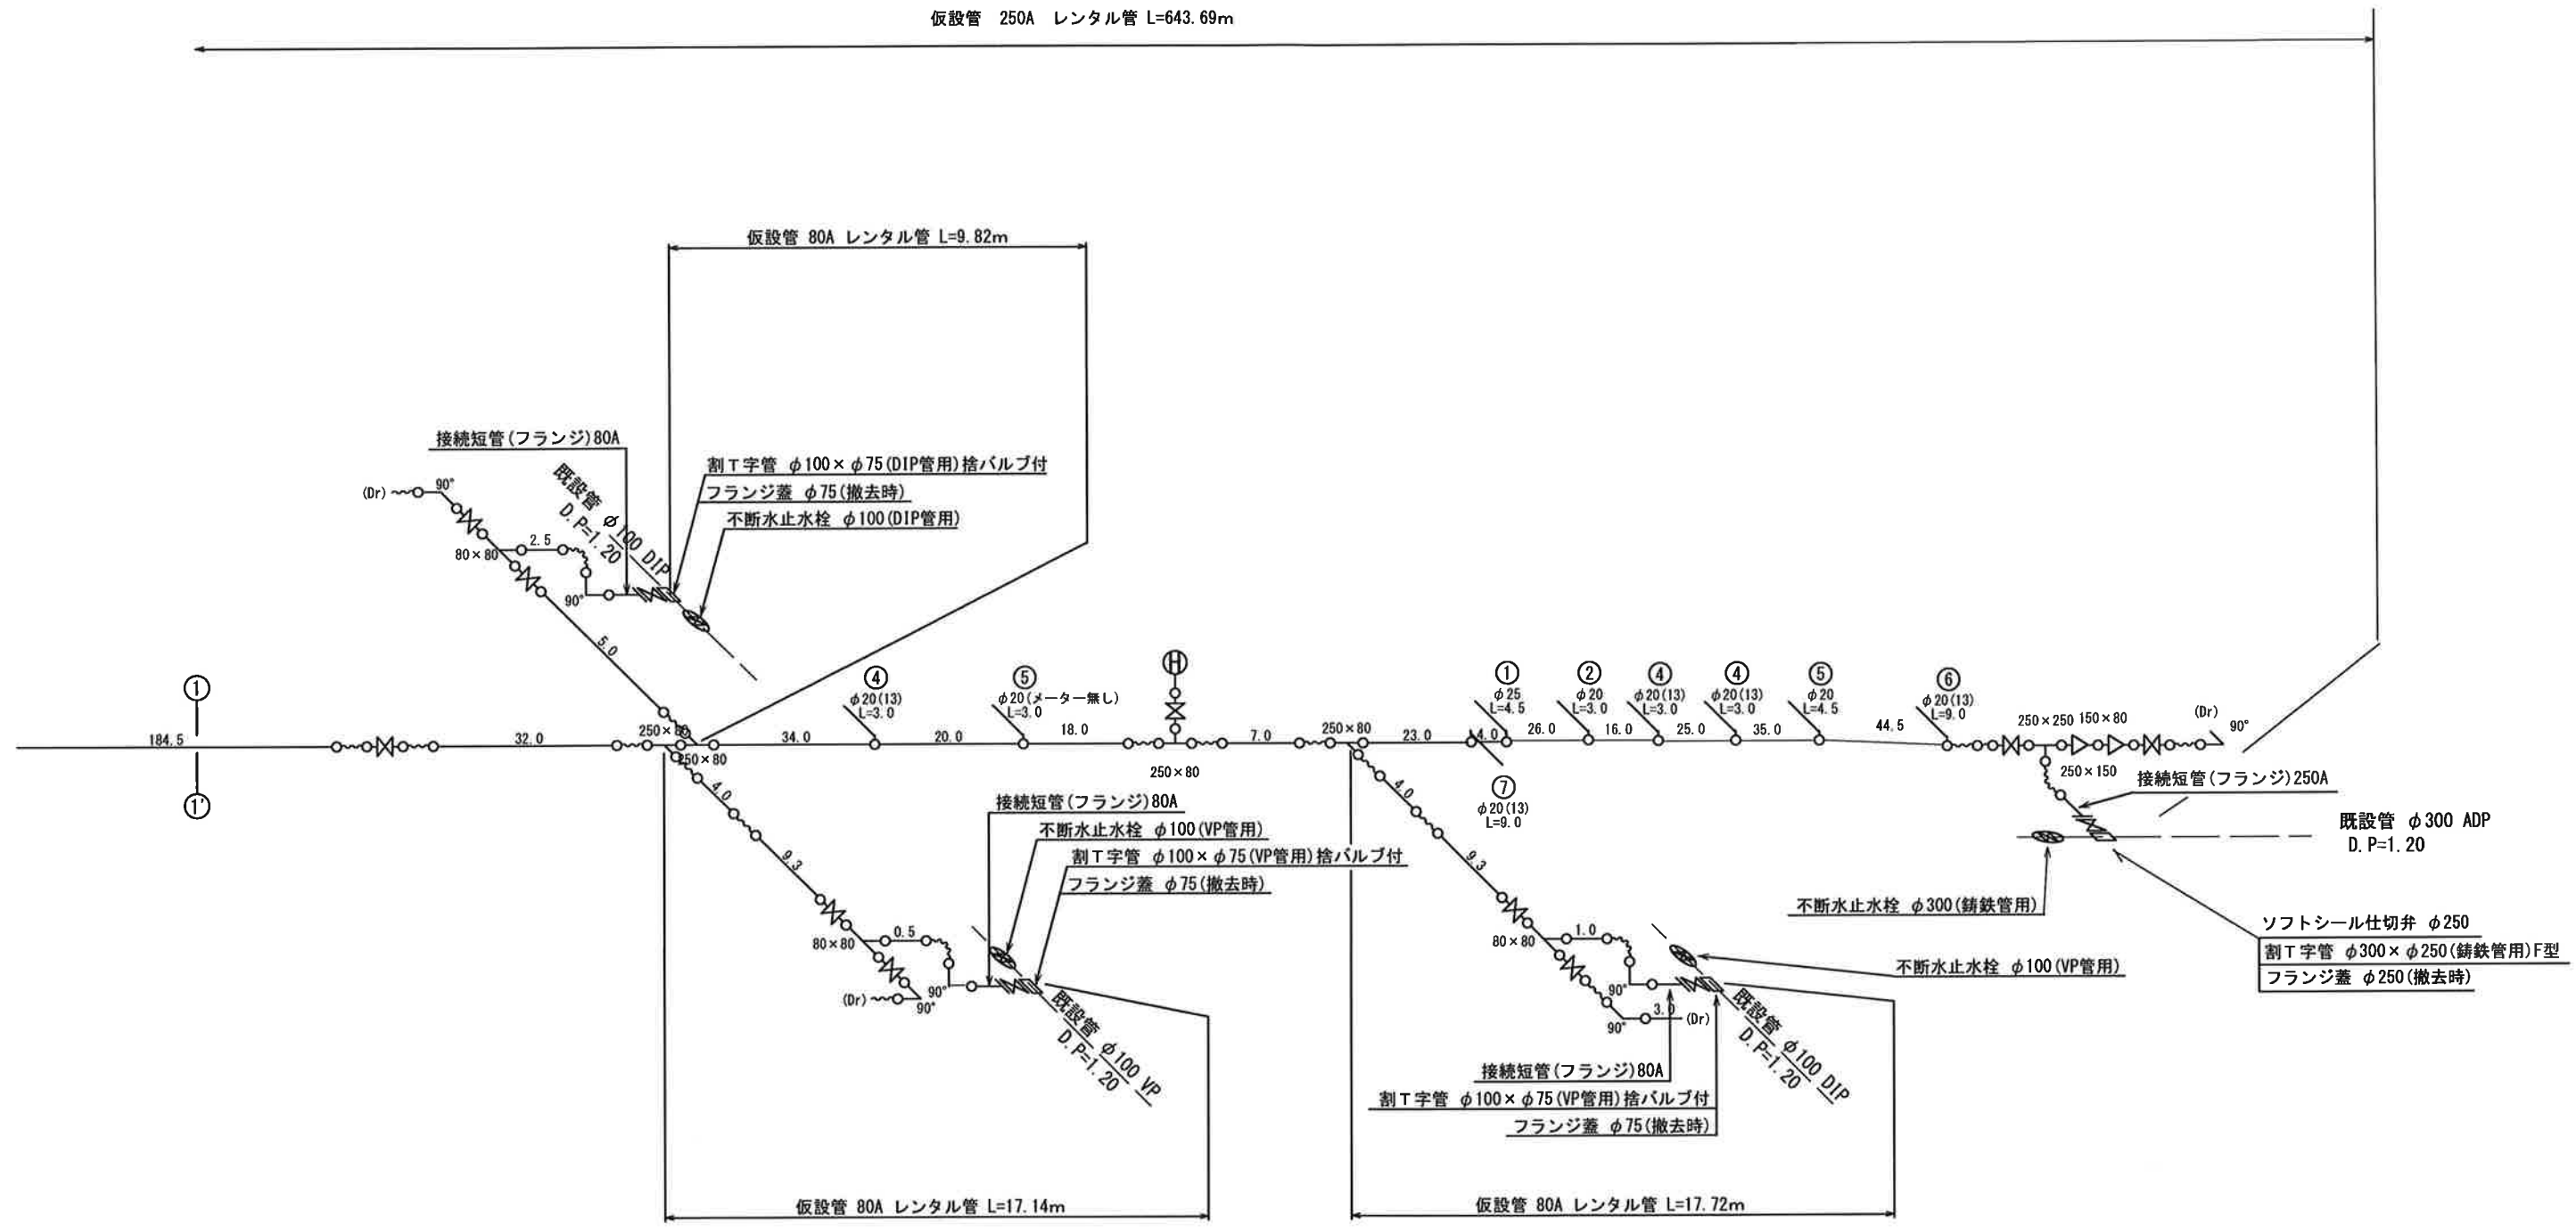 仮設管 250A レンタル管 L=643.69m
仮設管 80A レンタル管 L=9.82m
接続短管(フランジ)80A
割T字管 φ100×φ75(DIP管用)捨バルブ付
フランジ蓋 φ75(撤去時)
不断水止水栓 φ100(DIP管用)
既設管 φ100 DIP
D.P=1.20
(Dr)
90°
80×80
2.5
90°
5.0
①
①'
184.5
32.0
250×80
250×80
34.0
④
φ20(13)
L=3.0
20.0
⑤
φ20(メーター無し)
L=3.0
18.0
H
250×80
7.0
250×80
23.0
4.0
①
φ25
L=4.5
26.0
②
φ20
L=3.0
16.0
④
φ20(13)
L=3.0
25.0
④
φ20(13)
L=3.0
35.0
⑤
φ20
L=4.5
44.5
⑥
φ20(13)
L=9.0
250×250
150×80
(Dr)
90°
250×150
⑦
φ20(13)
L=9.0
接続短管(フランジ)250A
既設管 φ300 ADP
D.P=1.20
不断水止水栓 φ300(鋳鉄管用)
ソフトシール仕切弁 φ250
割T字管 φ300×φ250(鋳鉄管用)F型
フランジ蓋 φ250(撤去時)
4.0
9.3
80×80
0.5
90°
(Dr)
90°
接続短管(フランジ)80A
不断水止水栓 φ100(VP管用)
割T字管 φ100×φ75(VP管用)捨バルブ付
フランジ蓋 φ75(撤去時)
既設管 φ100 VP
D.P=1.20
仮設管 80A レンタル管 L=17.14m
4.0
9.3
80×80
1.0
90°
90°
3.0
(Dr)
不断水止水栓 φ100(VP管用)
既設管 φ100 DIP
D.P=1.20
接続短管(フランジ)80A
割T字管 φ100×φ75(VP管用)捨バルブ付
フランジ蓋 φ75(撤去時)
仮設管 80A レンタル管 L=17.72m